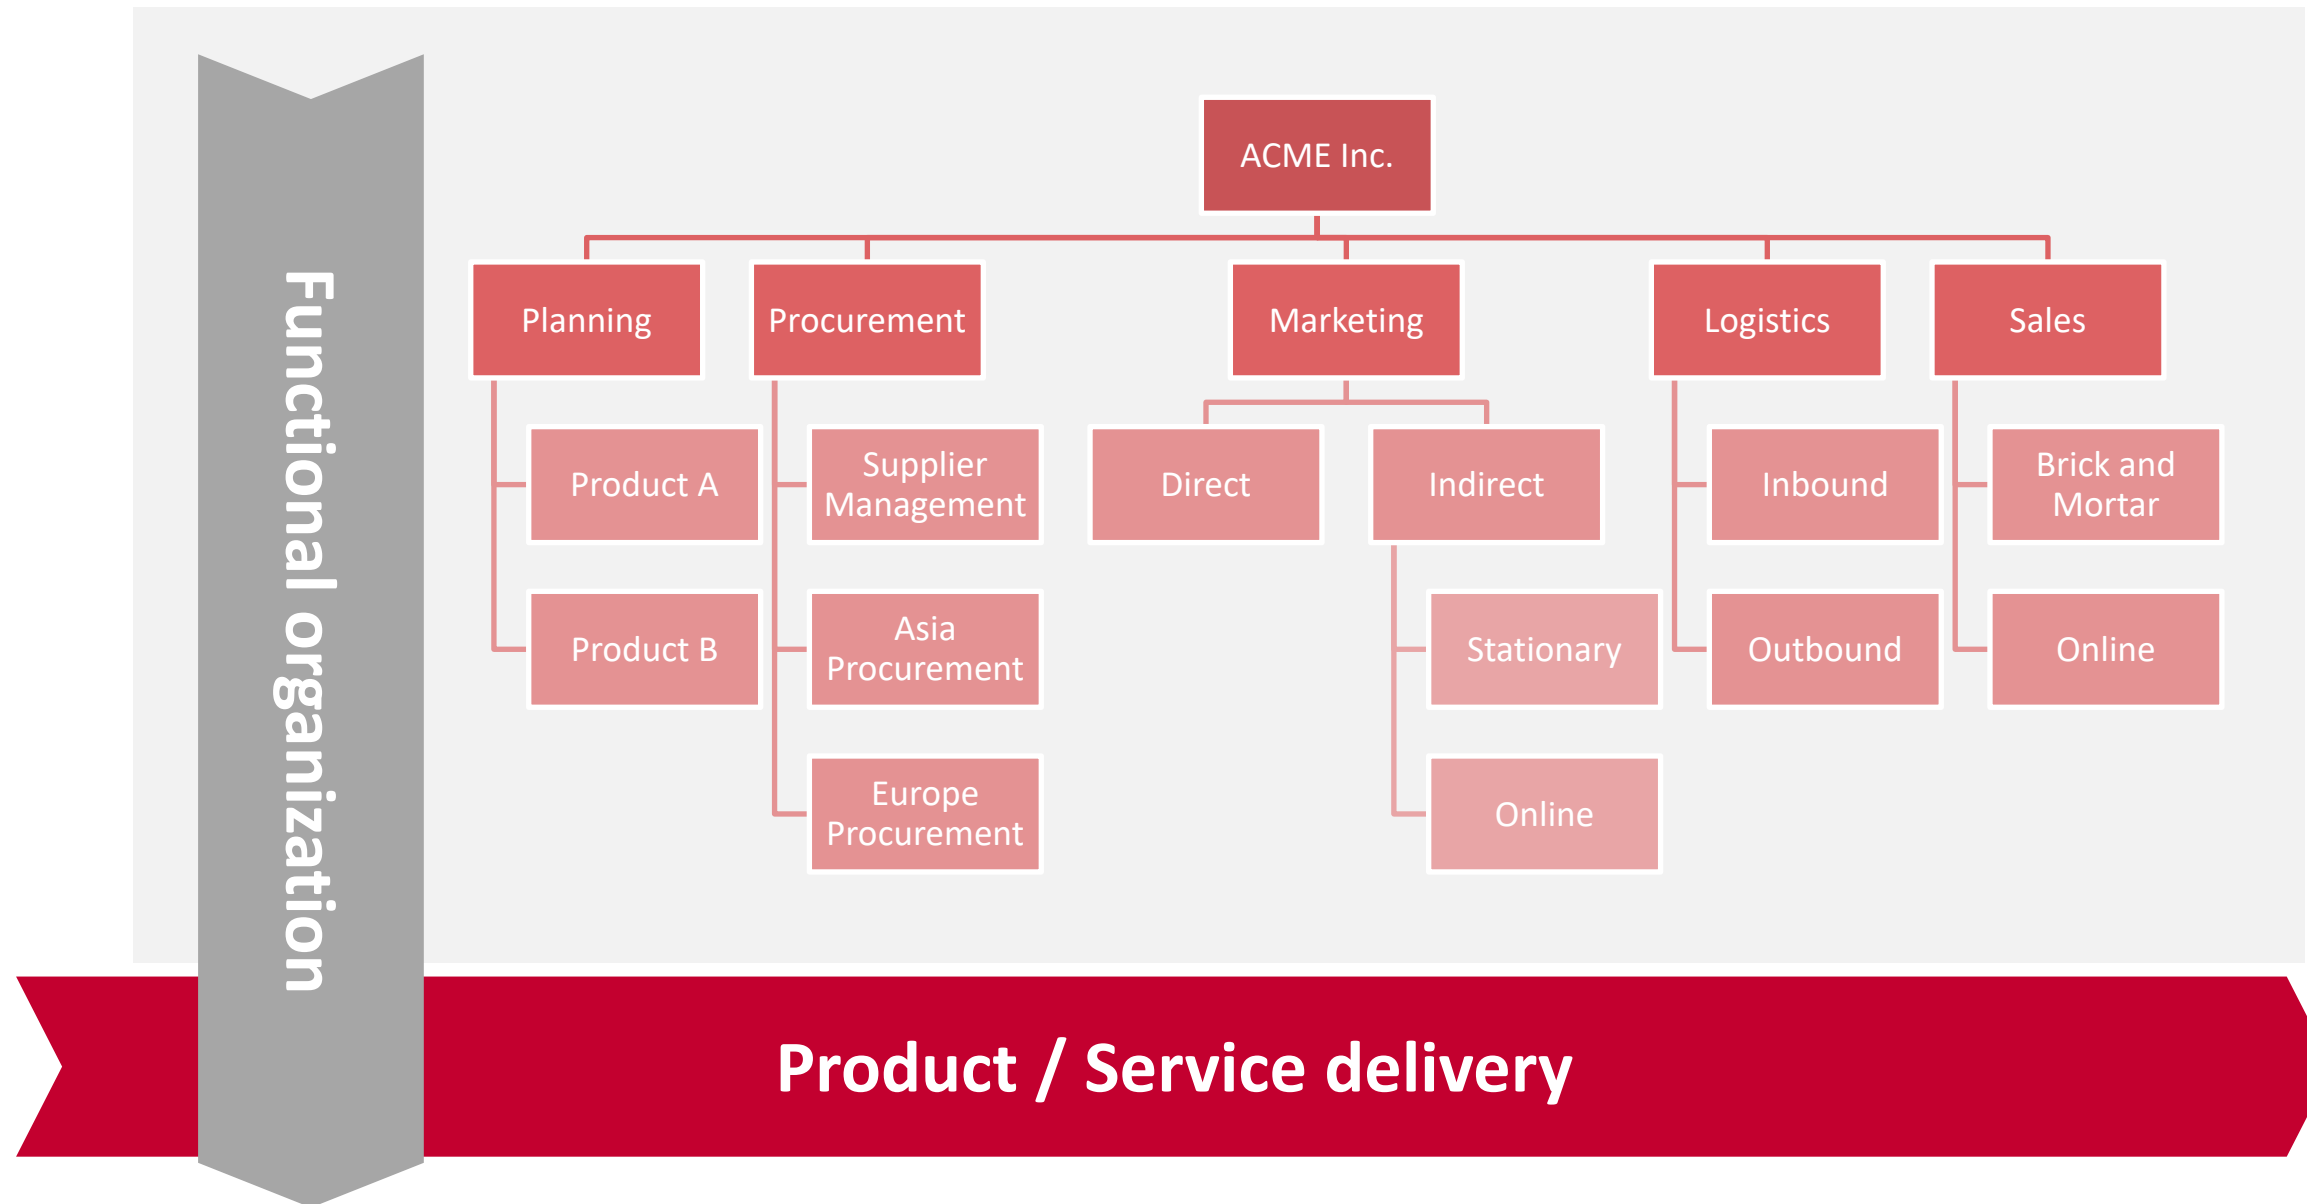 Functional organization
ACME Inc.
Planning
Procurement
Marketing
Logistics
Sales
Product A
Supplier
Management
Direct
Indirect
Inbound
Brick and
Mortar
Product B
Asia
Procurement
Stationary
Outbound
Online
Europe
Procurement
Online
Product / Service delivery